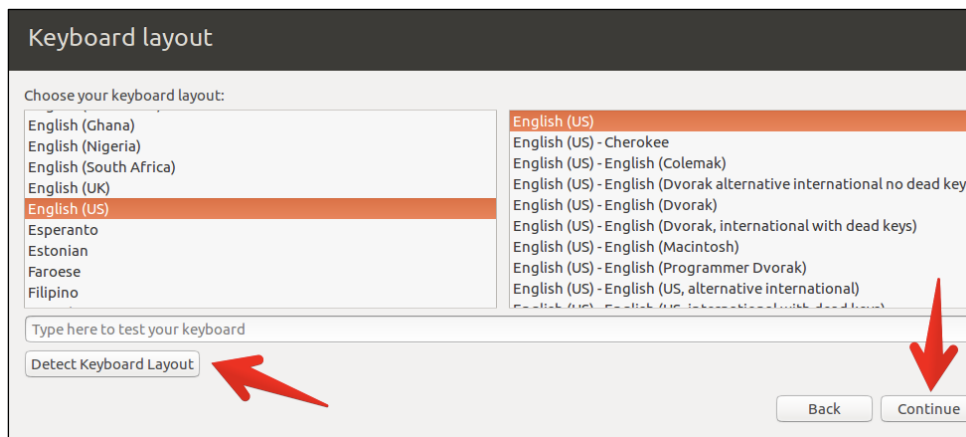 Keyboard layout
Choose your keyboard layout:
English (Ghana)
English (Nigeria)
English (South Africa)
English (UK)
English (US)
Esperanto
Estonian
Faroese
Filipino
English (US)
English (US) - Cherokee
English (US) - English (Colemak)
English (US) - English (Dvorak alternative international no dead key
English (US) - English (Dvorak)
English (US) - English (Dvorak, international with dead keys)
English (US) - English (Macintosh)
English (US) - English (Programmer Dvorak)
English (US) - English (US, alternative international)
Type here to test your keyboard
Detect Keyboard Layout
Back
Continue